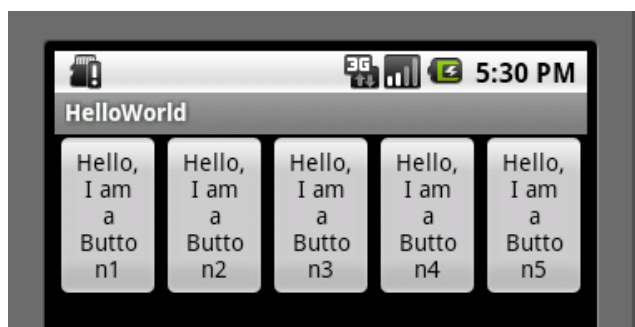 3G 5:30 PM
HelloWorld
Hello,
I am
a
Butto
n1
Hello,
I am
a
Butto
n2
Hello,
I am
a
Butto
n3
Hello,
I am
a
Butto
n4
Hello,
I am
a
Butto
n5